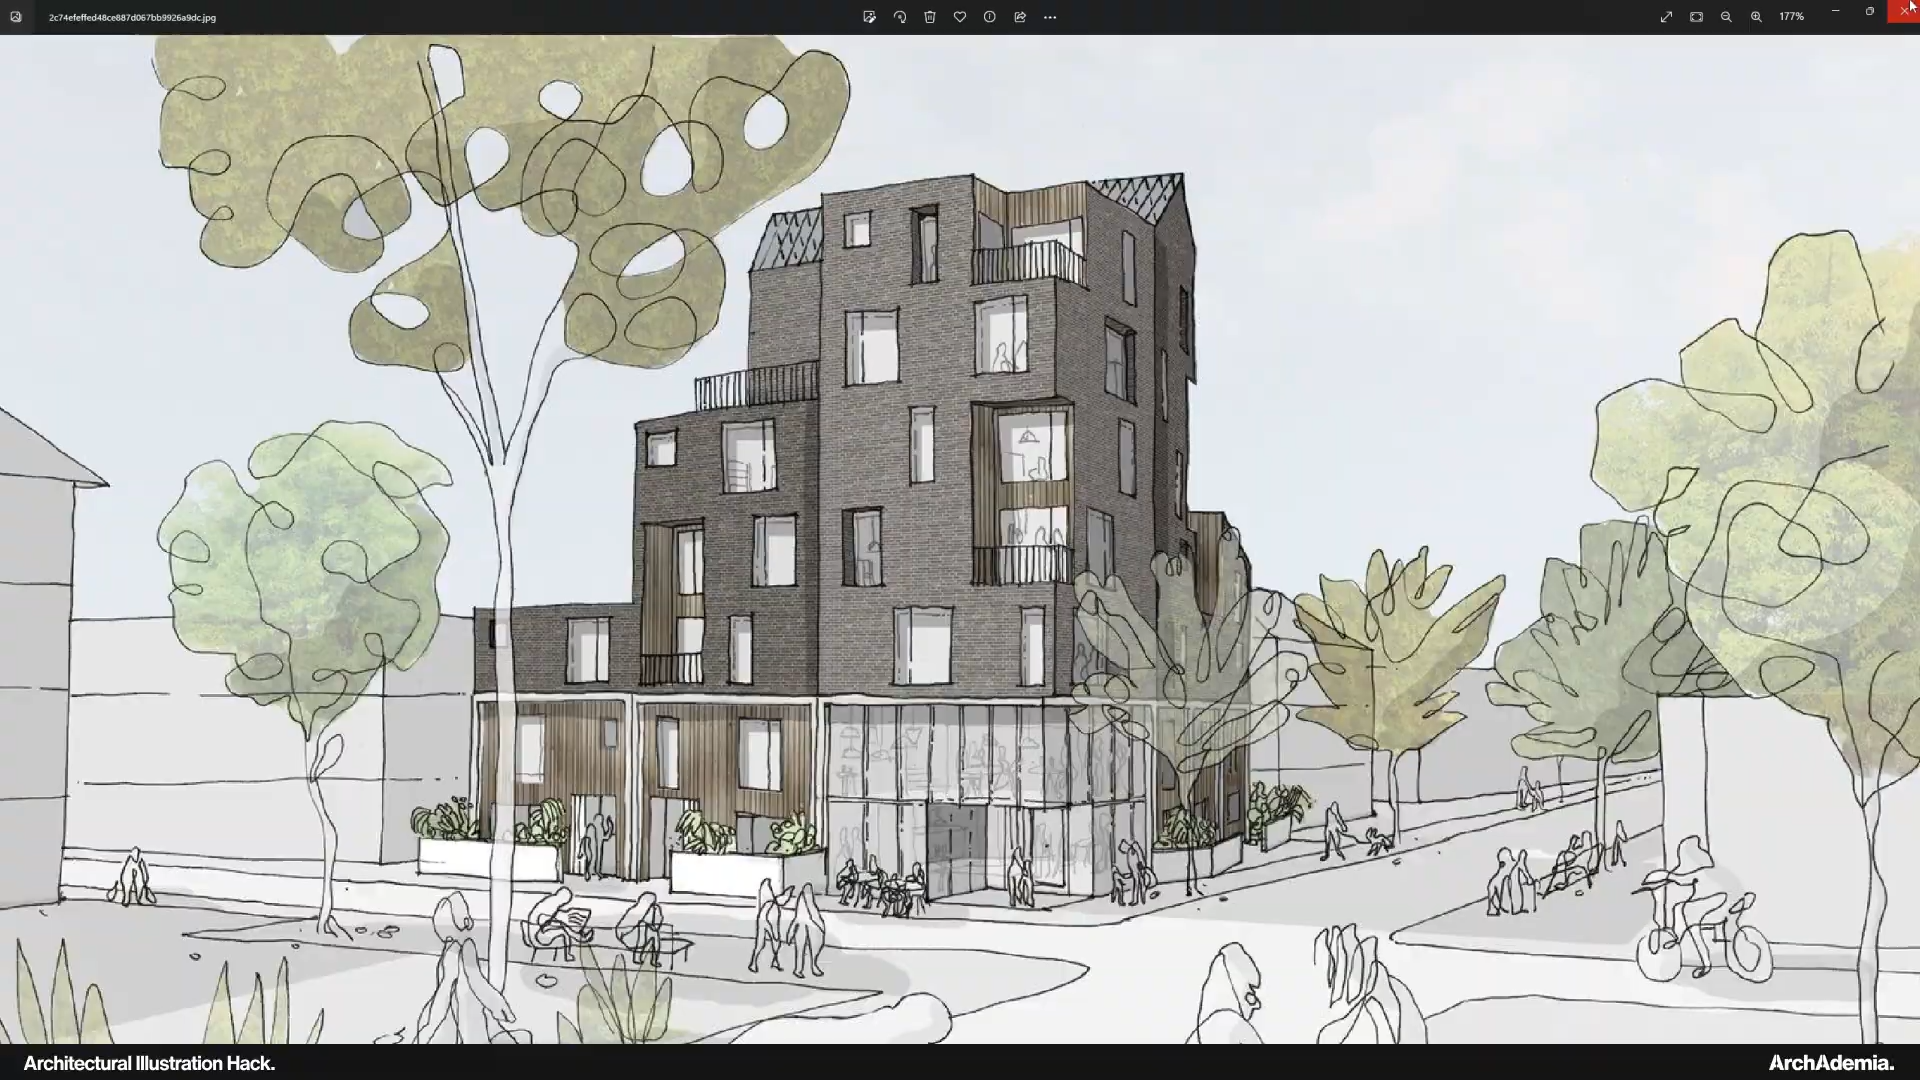 2c74efeffed48ce887d067bb9926a9dc.jpg
177%
Architectural Illustration Hack.
ArchAdemia.